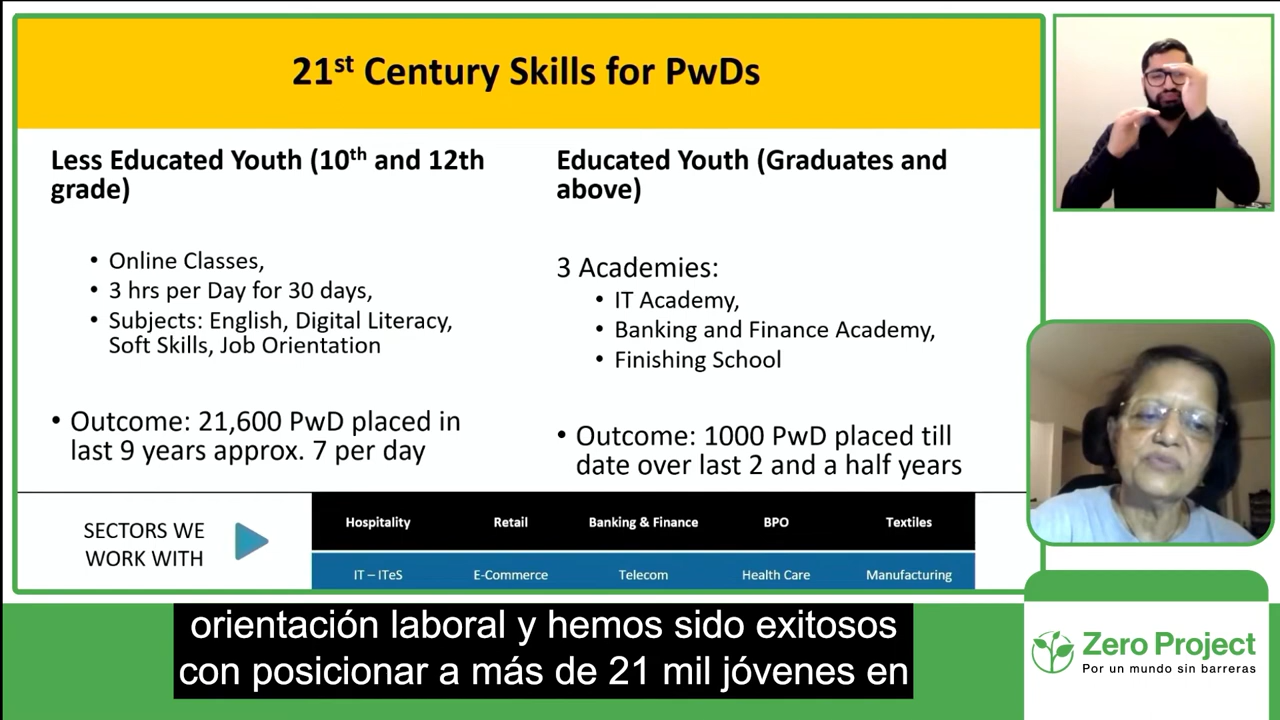 21st Century Skills for PwDs
Less Educated Youth (10th and 12th
grade)
• Online Classes,
• 3 hrs per Day for 30 days,
• Subjects: English, Digital Literacy,
Soft Skills, Job Orientation
• Outcome: 21,600 PwD placed in
last 9 years approx. 7 per day
Educated Youth (Graduates and
above)
3 Academies:
• IT Academy,
• Banking and Finance Academy,
• Finishing School
• Outcome: 1000 PwD placed till
date over last 2 and a half years
SECTORS WE
WORK WITH
Hospitality Retail Banking & Finance BPO Textiles
IT – ITeS E-Commerce Telecom Health Care Manufacturing
orientación laboral y hemos sido exitosos
con posicionar a más de 21 mil jóvenes en
Zero Project
Por un mundo sin barreras